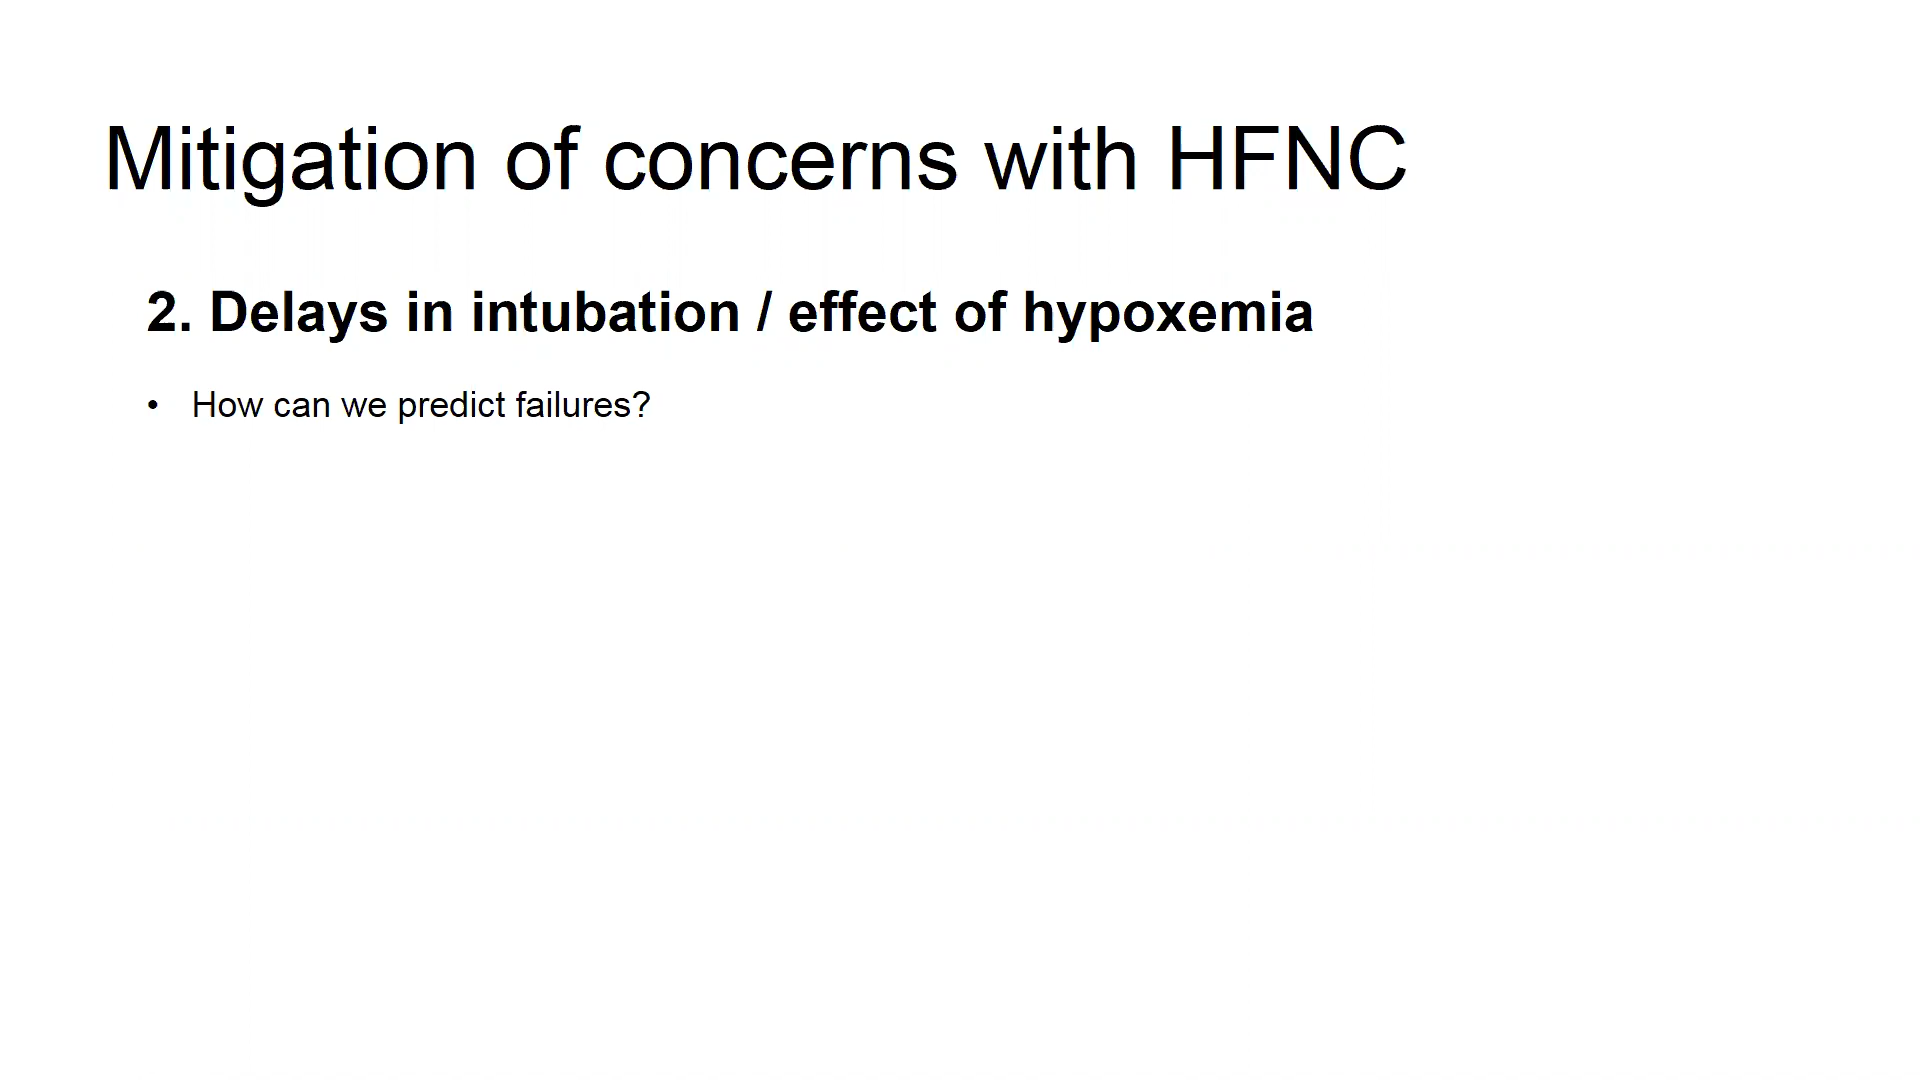 Mitigation of concerns with HFNC
2. Delays in intubation / effect of hypoxemia
• How can we predict failures?